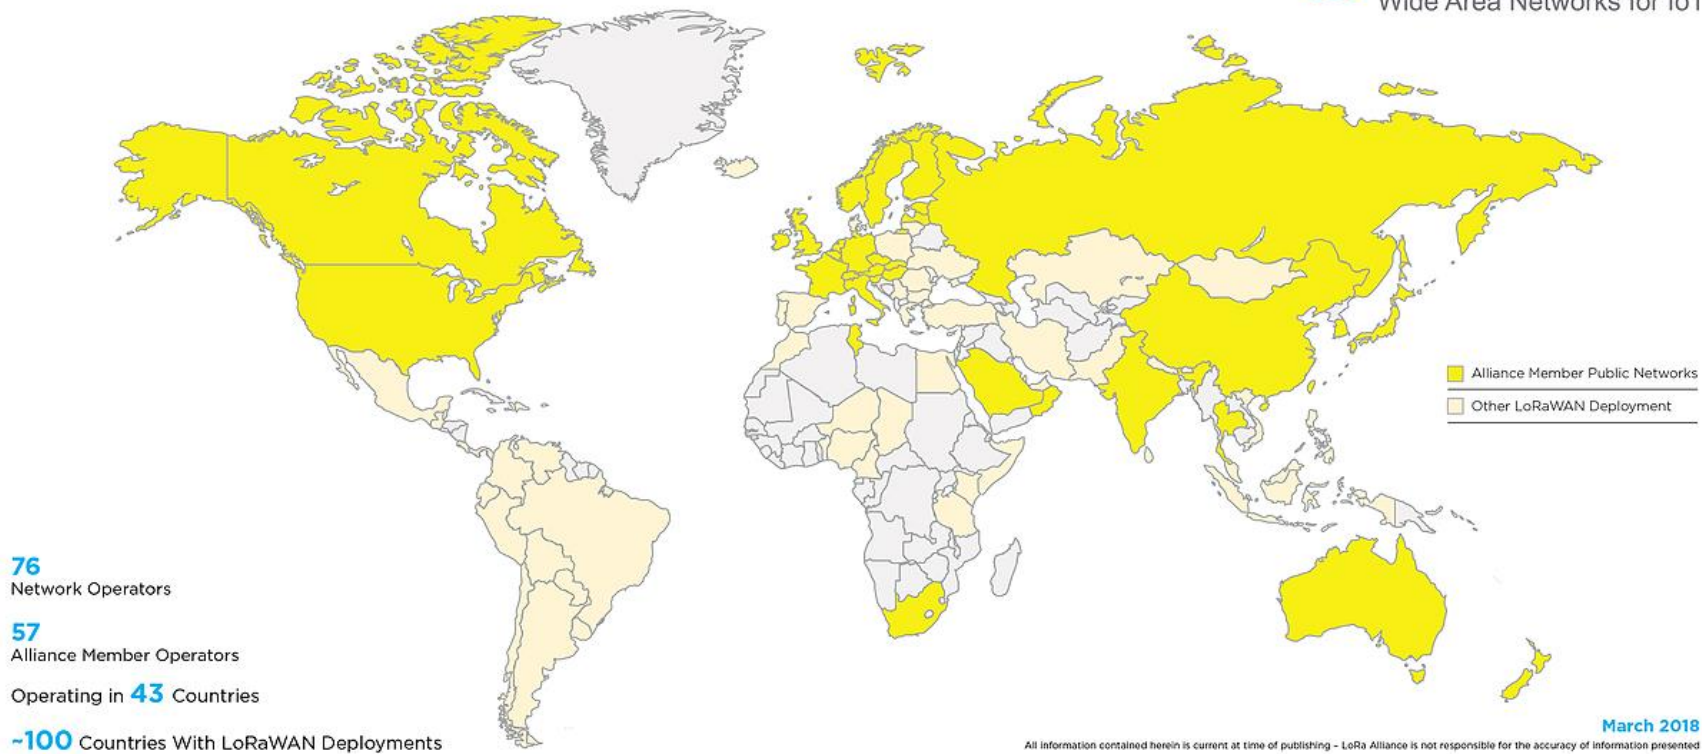 Wide Area Networks for IoT
Alliance Member Public Networks
Other LoRaWAN Deployment
76
Network Operators
57
Alliance Member Operators
Operating in 43 Countries
~100 Countries With LoRaWAN Deployments
March 2018
All information contained herein is current at time of publishing – LoRa Alliance is not responsible for the accuracy of information presented